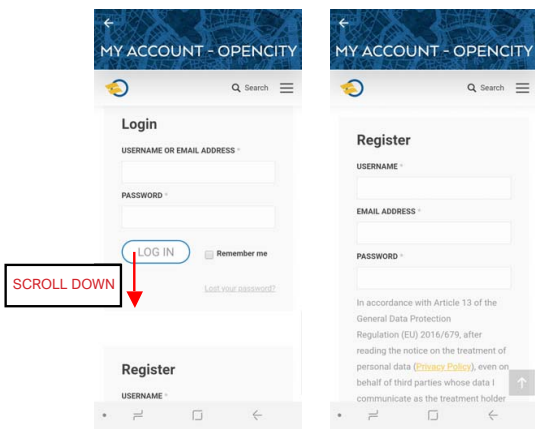 MY ACCOUNT - OPENCITY
Search
Login
USERNAME OR EMAIL ADDRESS *
PASSWORD *
LOG IN
Remember me
Lost your password?
SCROLL DOWN
Register
USERNAME *
MY ACCOUNT - OPENCITY
Search
Register
USERNAME *
EMAIL ADDRESS *
PASSWORD *
In accordance with Article 13 of the
General Data Protection
Regulation (EU) 2016/679, after
reading the notice on the treatment of
personal data (Privacy Policy), even on
behalf of third parties whose data I
communicate as the treatment holder